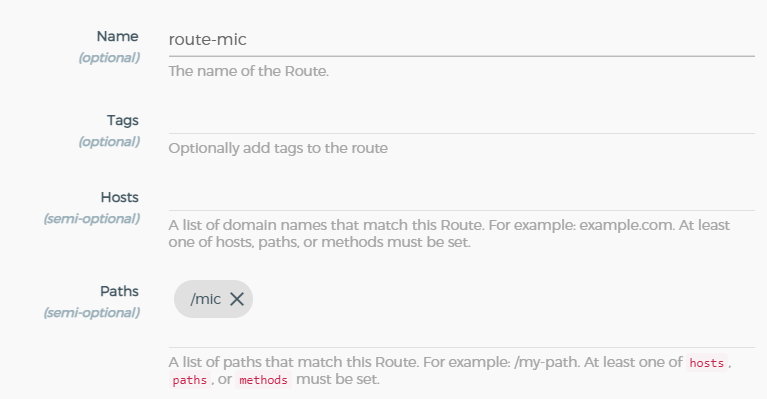 Name
route-mic
(optional)
The name of the Route.
Tags
(optional)
Optionally add tags to the route
Hosts
(semi-optional)
A list of domain names that match this Route. For example: example.com. At least
one of hosts, paths, or methods must be set.
Paths
/mic
(semi-optional)
A list of paths that match this Route. For example: /my-path. At least one of hosts ,
paths , or methods must be set.